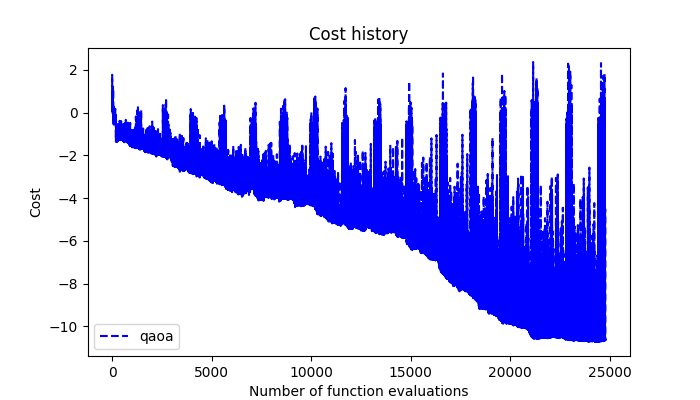 Cost history
2
0
−2
−4
−6
−8
−10
Cost
qaoa
0 5000 10000 15000 20000 25000
Number of function evaluations